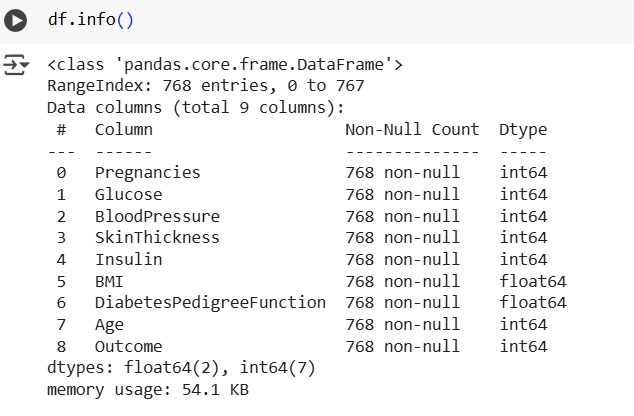 df.info()
<class 'pandas.core.frame.DataFrame'>
RangeIndex: 768 entries, 0 to 767
Data columns (total 9 columns):
 #   Column                    Non-Null Count  Dtype
---  ------                    --------------  -----
 0   Pregnancies               768 non-null    int64
 1   Glucose                   768 non-null    int64
 2   BloodPressure             768 non-null    int64
 3   SkinThickness             768 non-null    int64
 4   Insulin                   768 non-null    int64
 5   BMI                       768 non-null    float64
 6   DiabetesPedigreeFunction  768 non-null    float64
 7   Age                       768 non-null    int64
 8   Outcome                   768 non-null    int64
dtypes: float64(2), int64(7)
memory usage: 54.1 KB